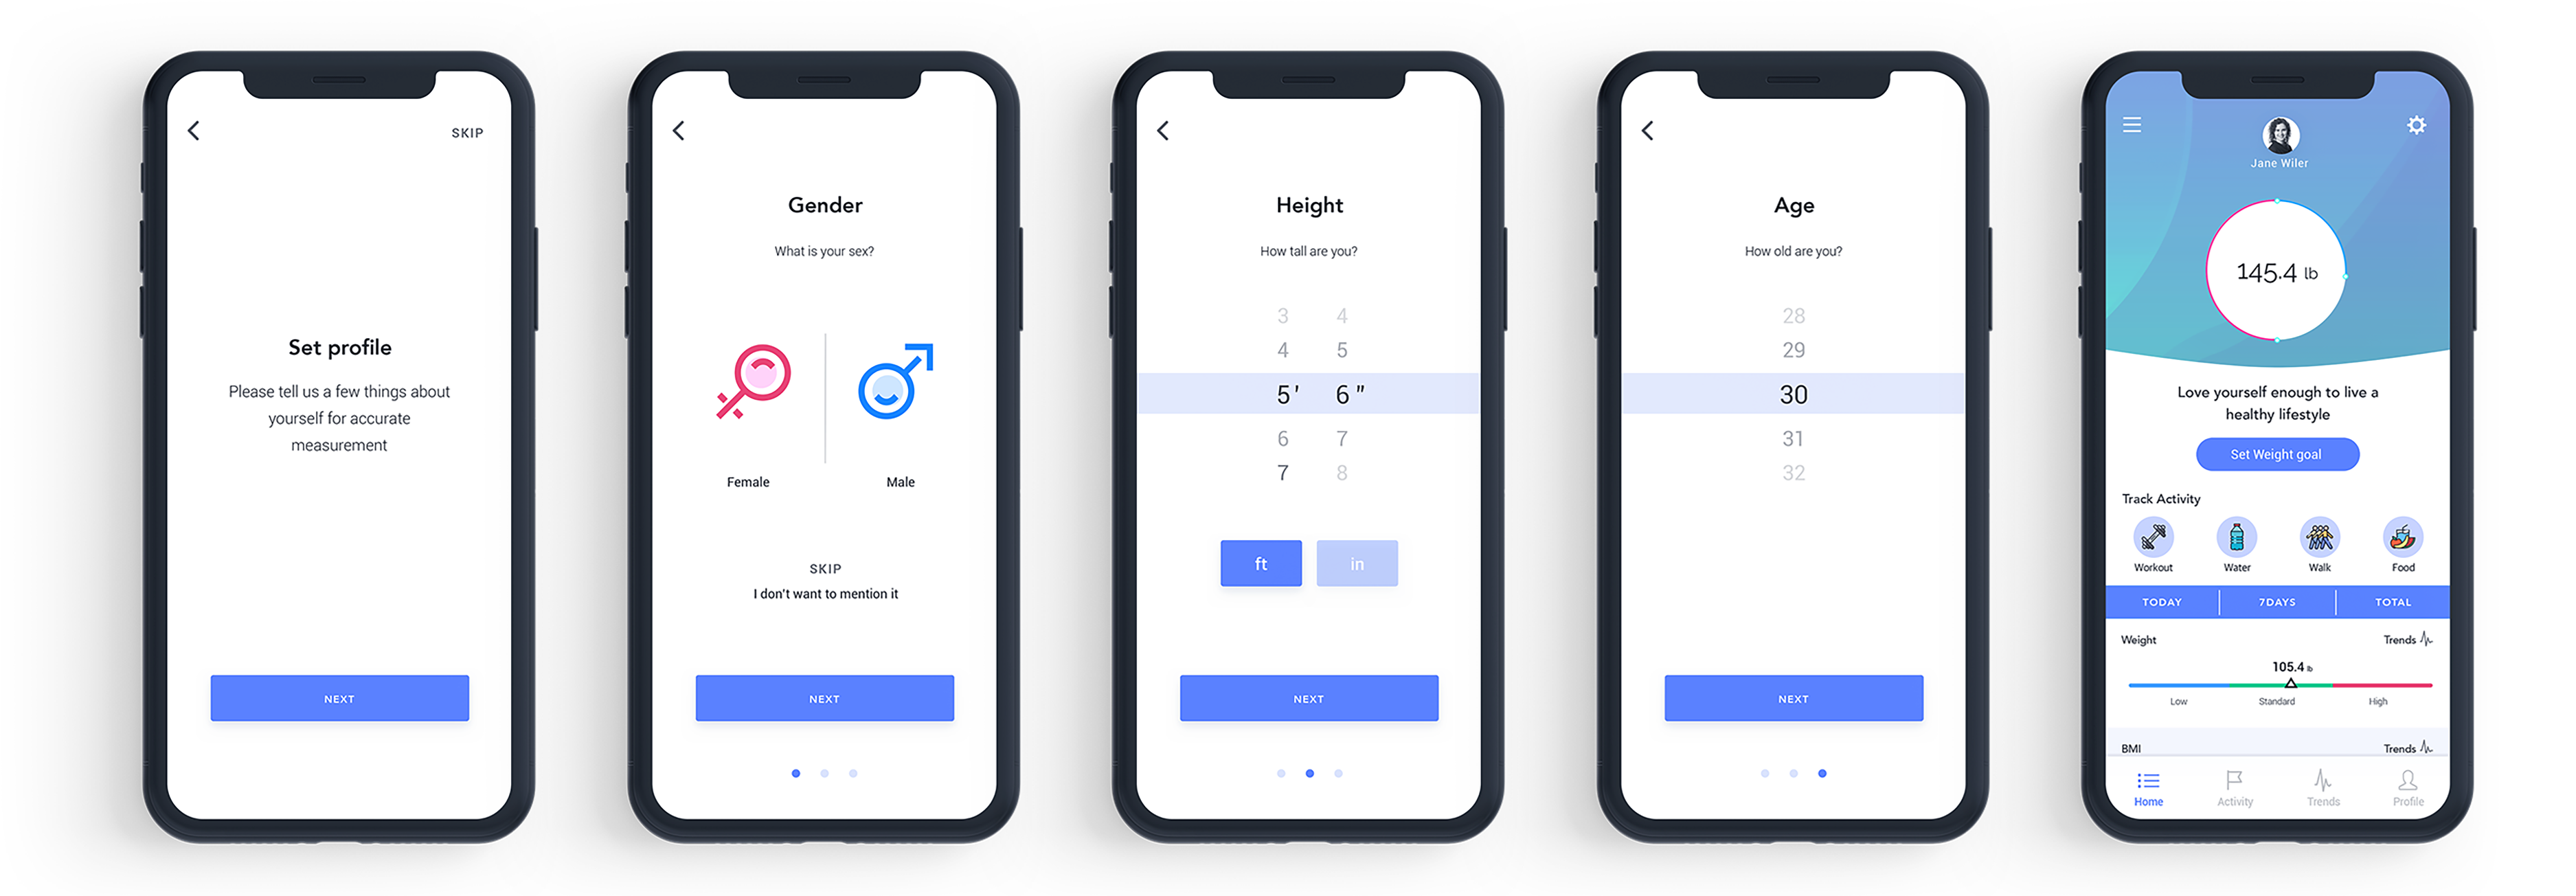 SKIP
Set profile
Please tell us a few things about
yourself for accurate
measurement
NEXT
Gender
What is your sex?
Female
Male
SKIP
I don't want to mention it
NEXT
Height
How tall are you?
3 4
4 5
5' 6"
6 7
7 8
ft in
NEXT
Age
How old are you?
28
29
30
31
32
NEXT
Jane Wiler
145.4 lb
Love yourself enough to live a
healthy lifestyle
Set Weight goal
Track Activity
Workout Water Walk Food
TODAY 7DAYS TOTAL
Weight Trends
105.4 lb
Low Standard High
BMI Trends
Home Activity Trends Profile